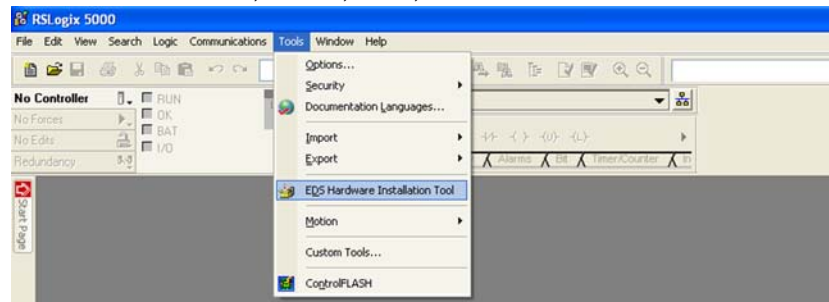 RSLogix 5000
File Edit View Search Logic Communications Tools Window Help
Options...
Security
Documentation Languages...
Import
Export
EDS Hardware Installation Tool
Motion
Custom Tools...
ControlFLASH
No Controller
No Forces
No Edits
Redundancy
RUN
OK
BAT
I/O
Alarms Bit Timer/Counter In
Start Page